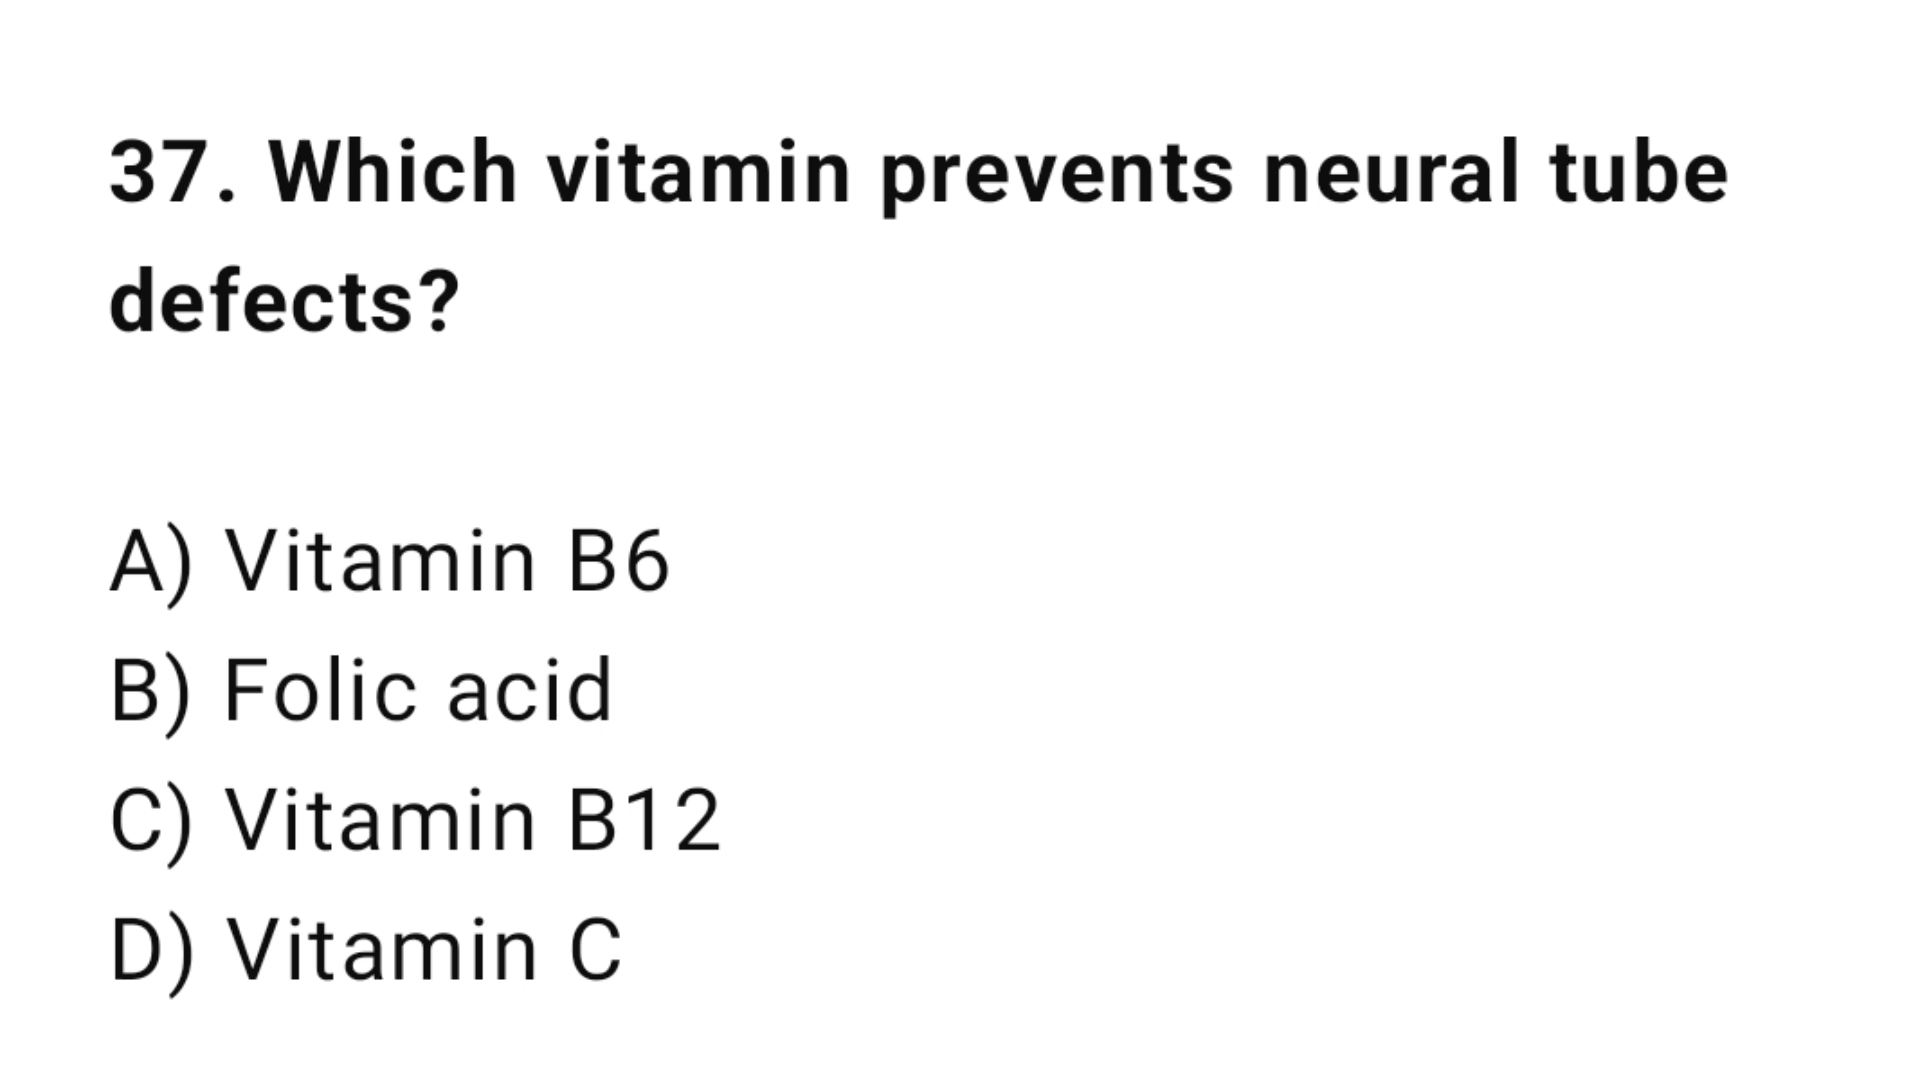 37. Which vitamin prevents neural tube
defects?
A) Vitamin B6
B) Folic acid
C) Vitamin B12
D) Vitamin C